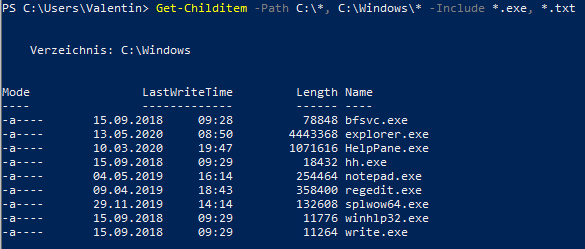 PS C:\Users\Valentin> Get-Childitem -Path C:\*, C:\Windows\* -Include *.exe, *.txt
Verzeichnis: C:\Windows
Mode LastWriteTime Length Name
---- ------------- ------ ----
-a---- 15.09.2018 09:28 78848 bfsvc.exe
-a---- 13.05.2020 08:50 4443368 explorer.exe
-a---- 10.03.2020 19:47 1071616 HelpPane.exe
-a---- 15.09.2018 09:29 18432 hh.exe
-a---- 04.05.2019 16:14 254464 notepad.exe
-a---- 09.04.2019 18:43 358400 regedit.exe
-a---- 29.11.2019 14:14 132608 splwow64.exe
-a---- 15.09.2018 09:29 11776 winhlp32.exe
-a---- 15.09.2018 09:29 11264 write.exe